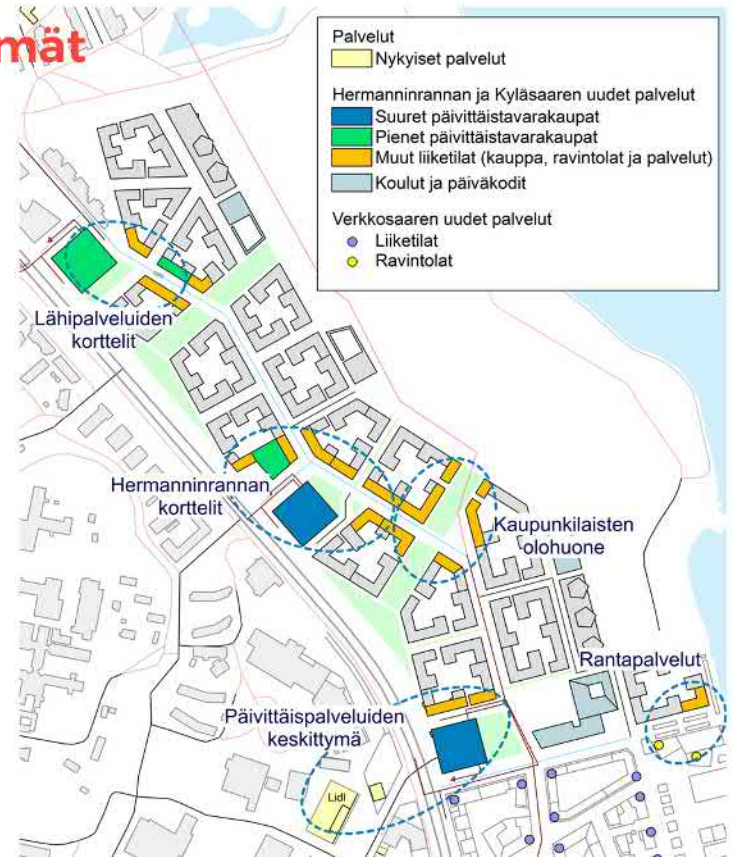 mät
Palvelut
Nykyiset palvelut
Hermanninrannan ja Kyläsaaren uudet palvelut
Suuret päivittäistavarakaupat
Pienet päivittäistavarakaupat
Muut liiketilat (kauppa, ravintolat ja palvelut)
Koulut ja päiväkodit
Verkkosaaren uudet palvelut
Liiketilat
Ravintolat
Lähipalveluiden
korttelit
Hermanninrannan
korttelit
Kaupunkilaisten
olohuone
Rantapalvelut
Päivittäispalveluiden
keskittymä
Lidl